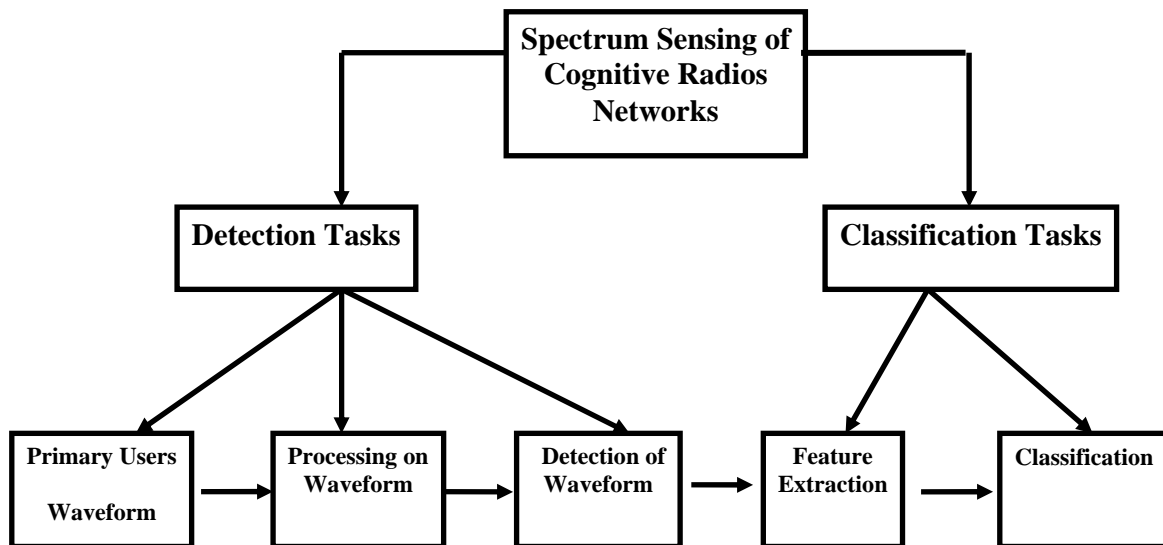 Spectrum Sensing of
Cognitive Radios
Networks
Detection Tasks
Classification Tasks
Primary Users
Waveform
Processing on
Waveform
Detection of
Waveform
Feature
Extraction
Classification